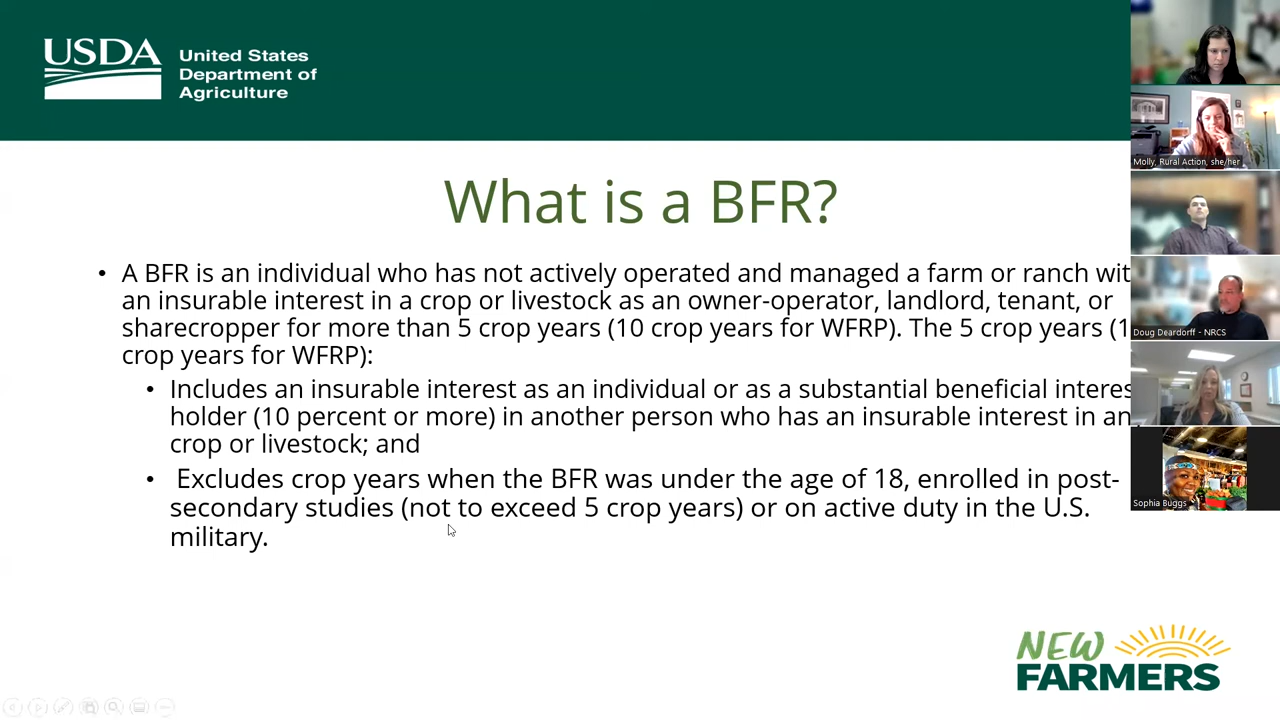 USDA
United States
Department of
Agriculture
What is a BFR?
• A BFR is an individual who has not actively operated and managed a farm or ranch wit
an insurable interest in a crop or livestock as an owner-operator, landlord, tenant, or
sharecropper for more than 5 crop years (10 crop years for WFRP). The 5 crop years (1
crop years for WFRP):
• Includes an insurable interest as an individual or as a substantial beneficial interes
holder (10 percent or more) in another person who has an insurable interest in an
crop or livestock; and
• Excludes crop years when the BFR was under the age of 18, enrolled in post-
secondary studies (not to exceed 5 crop years) or on active duty in the U.S.
military.
NEW
FARMERS
Molly, Rural Action, she/her
Doug Deardorff - NRCS
Sophia Buggs